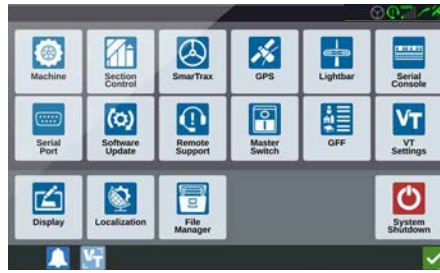 Machine
Section
Control
SmarTrax
GPS
Lightbar
Serial
Console
Serial
Port
Software
Update
Remote
Support
Master
Switch
GFF
VT
VT
Settings
Display
Localization
File
Manager
System
Shutdown
VT